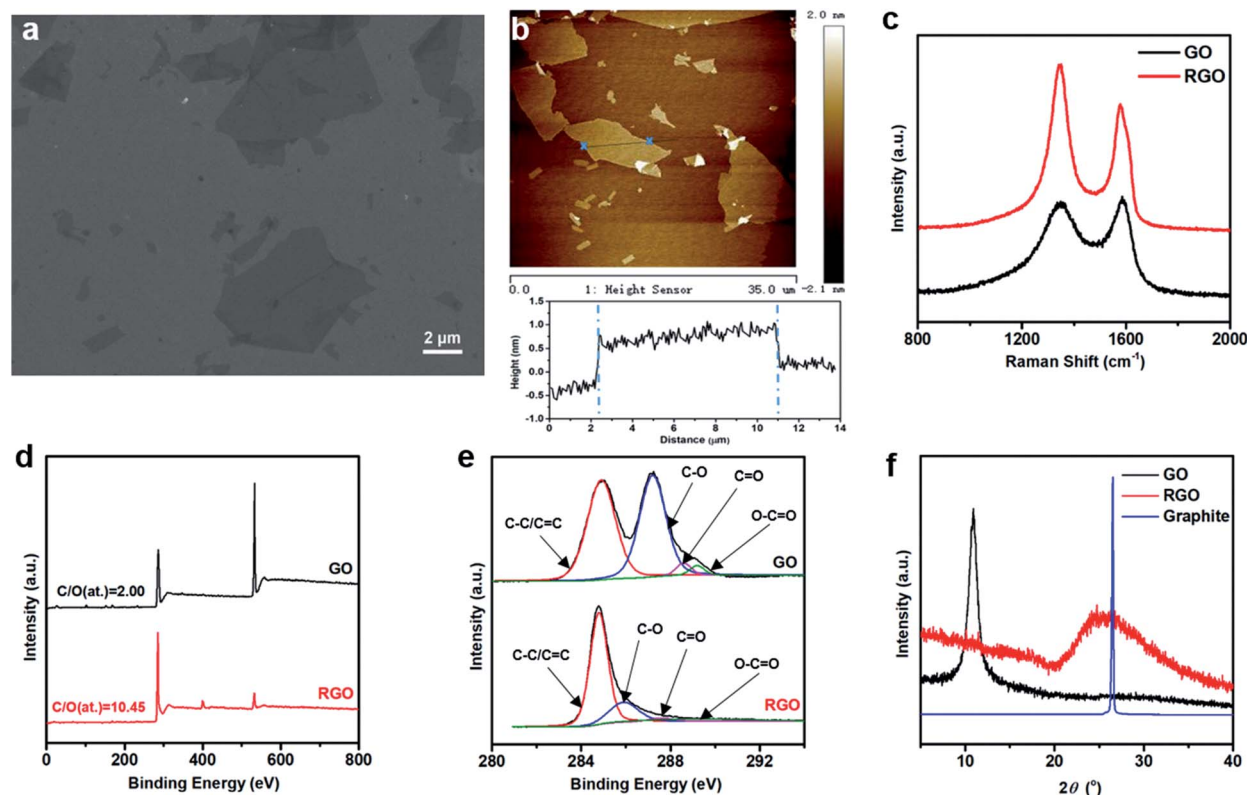 a
2 μm
b
2.0 nm
-2.1 nm
0.0 1: Height Sensor 35.0 um
Height (nm)
1.5
1.0
0.5
0.0
-0.5
-1.0
0 2 4 6 8 10 12 14
Distance (μm)
c
GO
RGO
Intensity (a.u.)
800 1200 1600 2000
Raman Shift (cm-1)
d
Intensity (a.u.)
C/O(at.)=2.00
GO
C/O(at.)=10.45
RGO
0 200 400 600 800
Binding Energy (eV)
e
Intensity (a.u.)
C-C/C=C
C-O
C=O
O-C=O
GO
C-C/C=C
C-O
C=O
O-C=O
RGO
280 284 288 292
Binding Energy (eV)
f
Intensity (a.u.)
GO
RGO
Graphite
10 20 30 40
2θ (°)